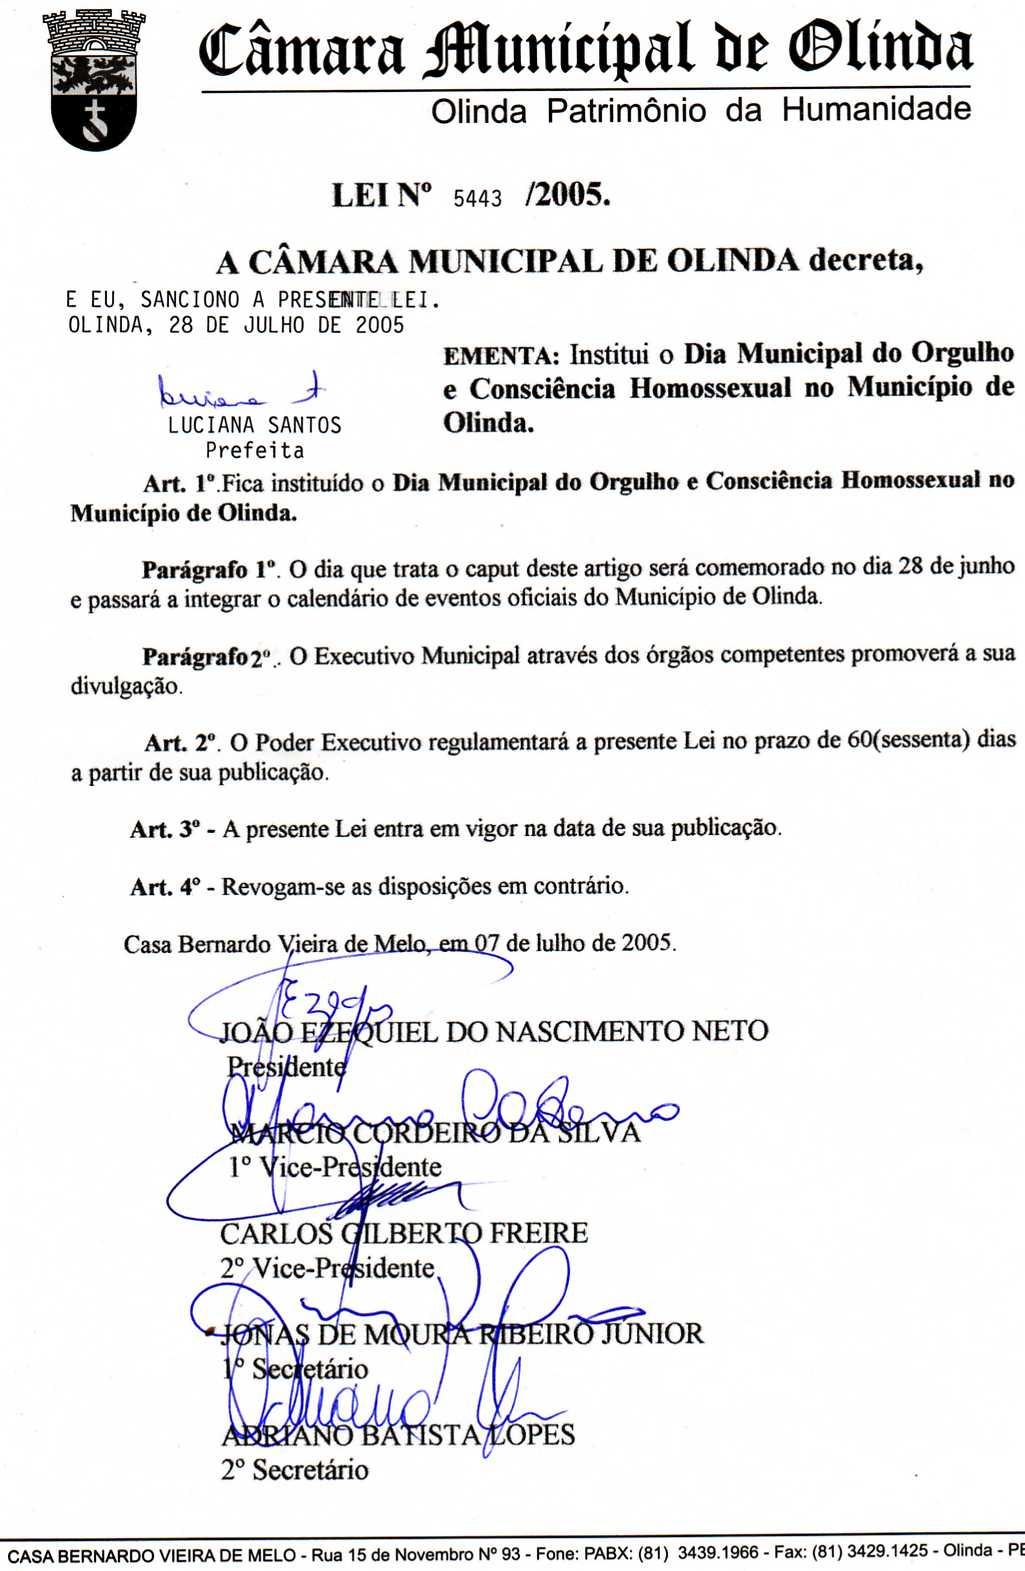 Câmara Municipal de Olinda
Olinda Patrimônio da Humanidade
LEI Nº 5443 /2005.
A CÂMARA MUNICIPAL DE OLINDA decreta,
E EU, SANCIONO A PRESENTE LEI.
OLINDA, 28 DE JULHO DE 2005
EMENTA: Institui o Dia Municipal do Orgulho
e Consciência Homossexual no Município de
Olinda.
LUCIANA SANTOS
Prefeita
Art. 1º.Fica instituído o Dia Municipal do Orgulho e Consciência Homossexual no
Município de Olinda.
Parágrafo 1º. O dia que trata o caput deste artigo será comemorado no dia 28 de junho
e passará a integrar o calendário de eventos oficiais do Município de Olinda.
Parágrafo 2º. O Executivo Municipal através dos órgãos competentes promoverá a sua
divulgação.
Art. 2º. O Poder Executivo regulamentará a presente Lei no prazo de 60(sessenta) dias
a partir de sua publicação.
Art. 3º - A presente Lei entra em vigor na data de sua publicação.
Art. 4º - Revogam-se as disposições em contrário.
Casa Bernardo Vieira de Melo, em 07 de lulho de 2005.
JOÃO EZEQUIEL DO NASCIMENTO NETO
Presidente
MARCIO CORDEIRO DA SILVA
1º Vice-Presidente
CARLOS GILBERTO FREIRE
2º Vice-Presidente
JONAS DE MOURA RIBEIRO JÚNIOR
1º Secretário
ADRIANO BATISTA LOPES
2º Secretário
CASA BERNARDO VIEIRA DE MELO - Rua 15 de Novembro Nº 93 - Fone: PABX: (81) 3439.1966 - Fax: (81) 3429.1425 - Olinda - PE